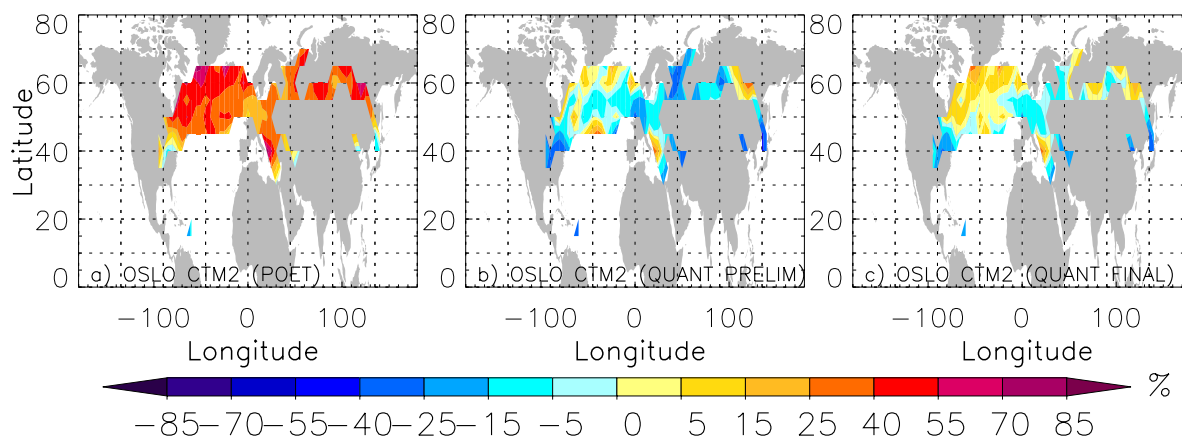 80 80 80
60 60 60
40 40 40
20 20 20
0 0 0
Latitude
a) OSLO CTM2 (POET)
b) OSLO CTM2 (QUANT PRELIM)
c) OSLO CTM2 (QUANT FINAL)
−100 0 100 −100 0 100 −100 0 100
Longitude Longitude Longitude
%
−85 −70 −55 −40 −25 −15 −5 0 5 15 25 40 55 70 85